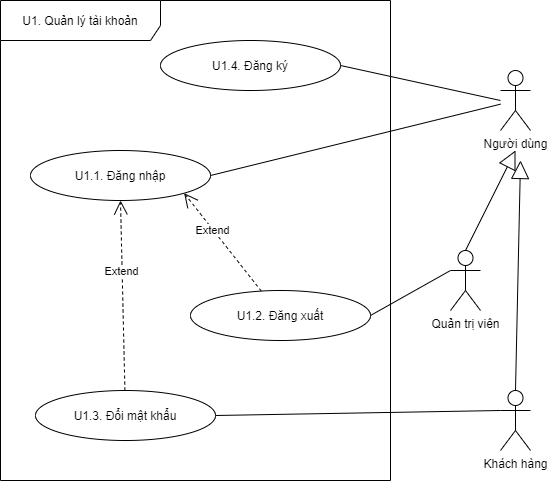 U1. Quản lý tải khoản
U1.4. Đăng ký
Người dùng
U1.1. Đăng nhập
Extend
Extend
U1.2. Đăng xuất
Quản trị viên
U1.3. Đổi mật khẩu
Khách hàng